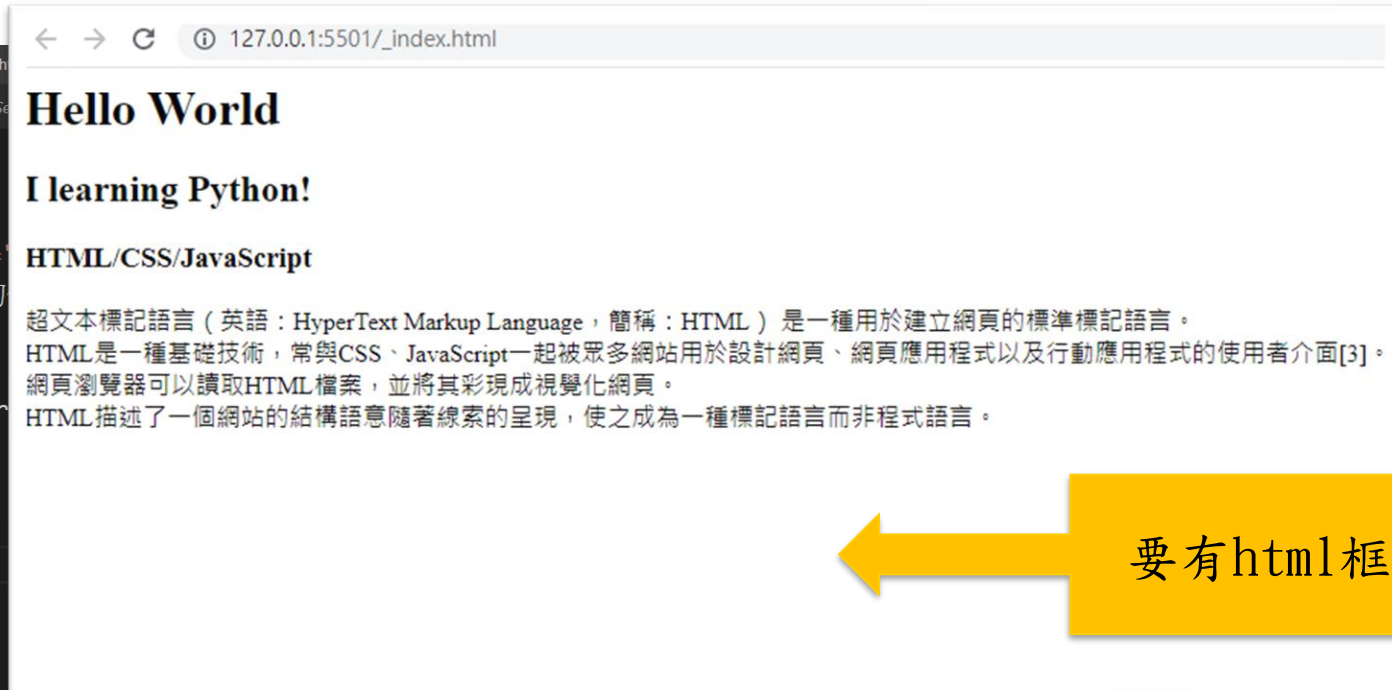 127.0.0.1:5501/_index.html
Hello World
I learning Python!
HTML/CSS/JavaScript
超文本標記語言（英語：HyperText Markup Language，簡稱：HTML） 是一種用於建立網頁的標準標記語言。
HTML是一種基礎技術，常與CSS、JavaScript一起被眾多網站用於設計網頁、網頁應用程式以及行動應用程式的使用者介面[3]。
網頁瀏覽器可以讀取HTML檔案，並將其彩現成視覺化網頁。
HTML描述了一個網站的結構語意隨著線索的呈現，使之成為一種標記語言而非程式語言。
要有html框